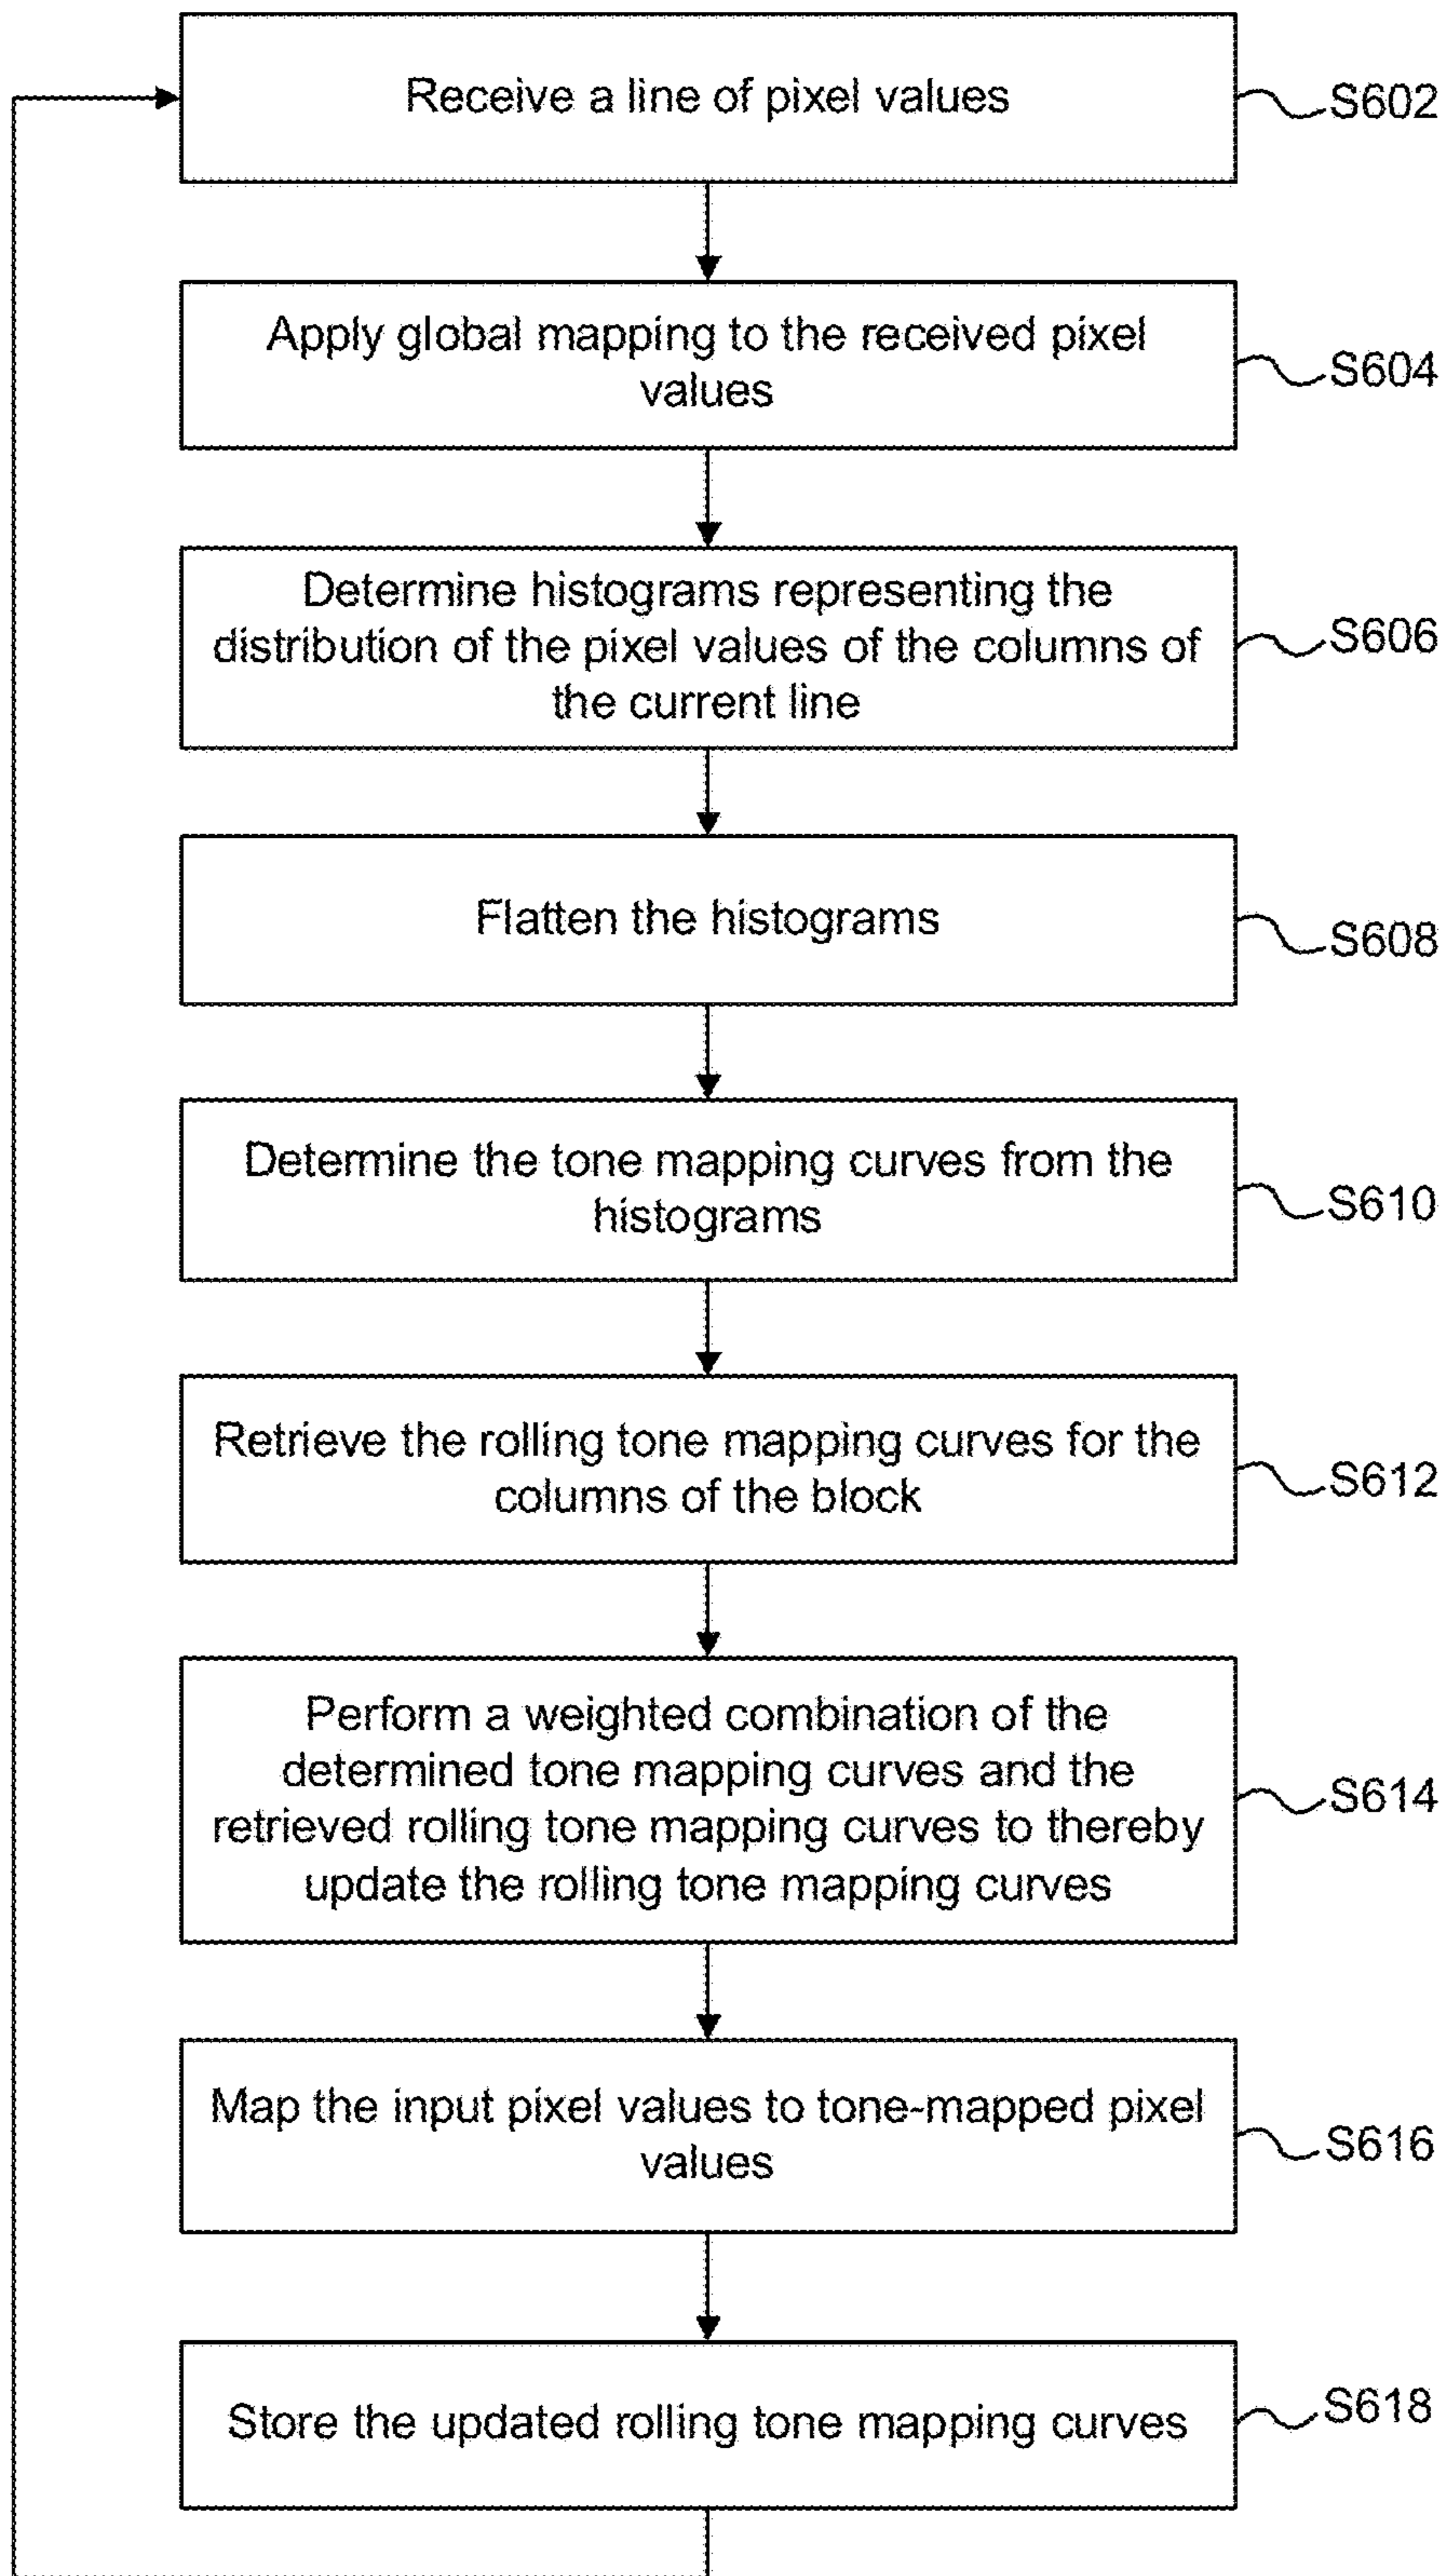 Receive a line of pixel values
S602
Apply global mapping to the received pixel
values
S604
Determine histograms representing the
distribution of the pixel values of the columns of
the current line
S606
Flatten the histograms
S608
Determine the tone mapping curves from the
histograms
S610
Retrieve the rolling tone mapping curves for the
columns of the block
S612
Perform a weighted combination of the
determined tone mapping curves and the
retrieved rolling tone mapping curves to thereby
update the rolling tone mapping curves
S614
Map the input pixel values to tone-mapped pixel
values
S616
Store the updated rolling tone mapping curves
S618